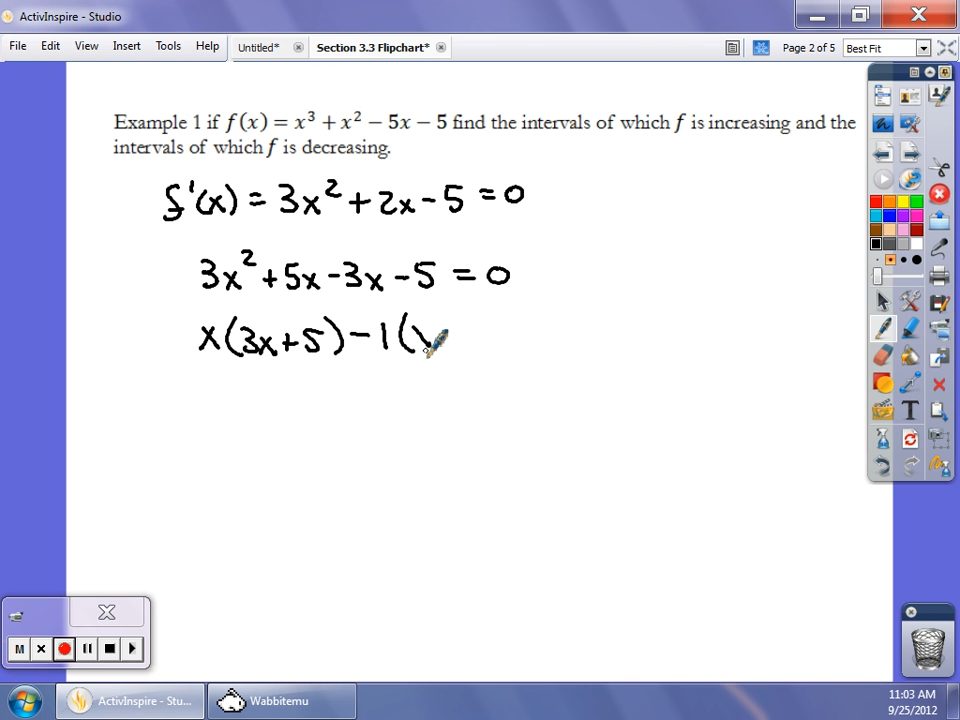 ActivInspire - Studio
File Edit View Insert Tools Help
Untitled*
Section 3.3 Flipchart*
Page 2 of 5
Best Fit
Example 1 if f(x) = x³ + x² − 5x − 5 find the intervals of which f is increasing and the
intervals of which f is decreasing.
f'(x) = 3x² + 2x - 5 = 0
3x² + 5x - 3x - 5 = 0
x(3x+5) - 1(
T
M
ActivInspire - Stu...
Wabbitemu
11:03 AM
9/25/2012